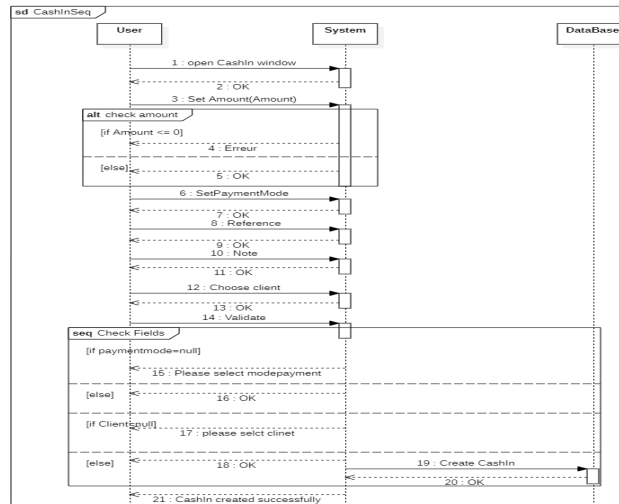 sd CashInSeq
User
System
DataBase
1 : open CashIn window
2 : OK
3 : Set Amount(Amount)
alt check amount
[if Amount <= 0]
4 : Erreur
[else]
5 : OK
6 : SetPaymentMode
7 : OK
8 : Reference
9 : OK
10 : Note
11 : OK
12 : Choose client
13 : OK
14 : Validate
seq Check Fields
[if paymentmode=null]
15 : Please select modepayment
[else]
16 : OK
[if Client=null]
17 : please selct clinet
[else]
18 : OK
19 : Create CashIn
20 : OK
21 : CashIn created successfully